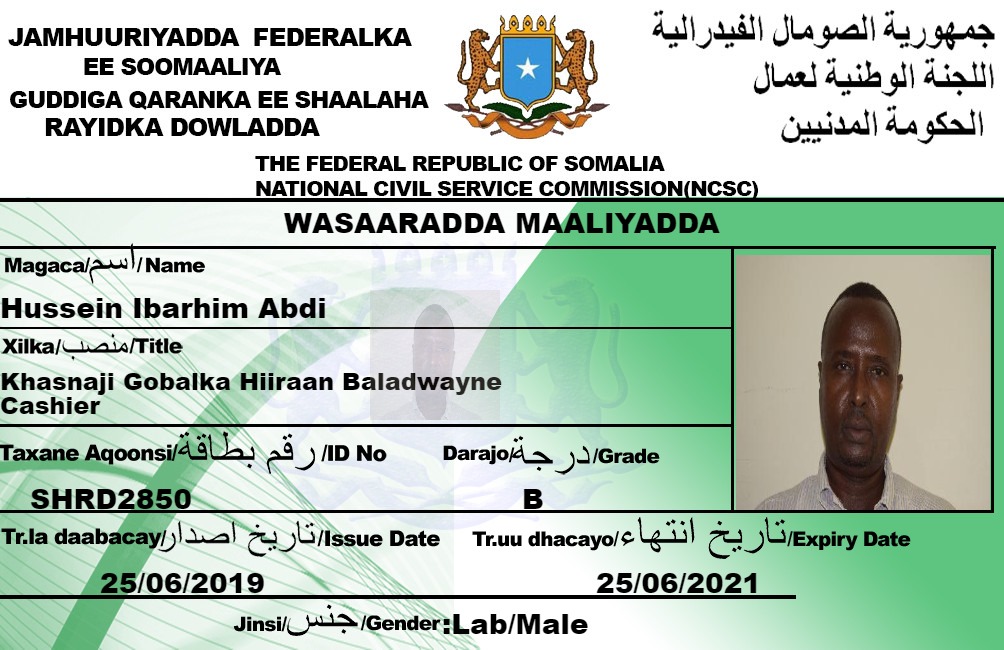 JAMHUURIYADDA FEDERALKA
EE SOOMAALIYA
GUDDIGA QARANKA EE SHAALAHA
RAYIDKA DOWLADDA
جمهورية الصومال الفيدرالية
اللجنة الوطنية لعمال
الحكومة المدنيين
THE FEDERAL REPUBLIC OF SOMALIA
NATIONAL CIVIL SERVICE COMMISSION(NCSC)
WASAARADDA MAALIYADDA
Magaca/اسم/Name
Hussein Ibarhim Abdi
Xilka/منصب/Title
Khasnaji Gobalka Hiiraan Baladwayne
Cashier
Taxane Aqoonsi/رقم بطاقة/ID No
Darajo/درجة/Grade
SHRD2850
B
Tr.la daabacay/تاريخ اصدار/Issue Date
Tr.uu dhacayo/تاريخ انتهاء/Expiry Date
25/06/2019
25/06/2021
Jinsi/جنس/Gender:Lab/Male